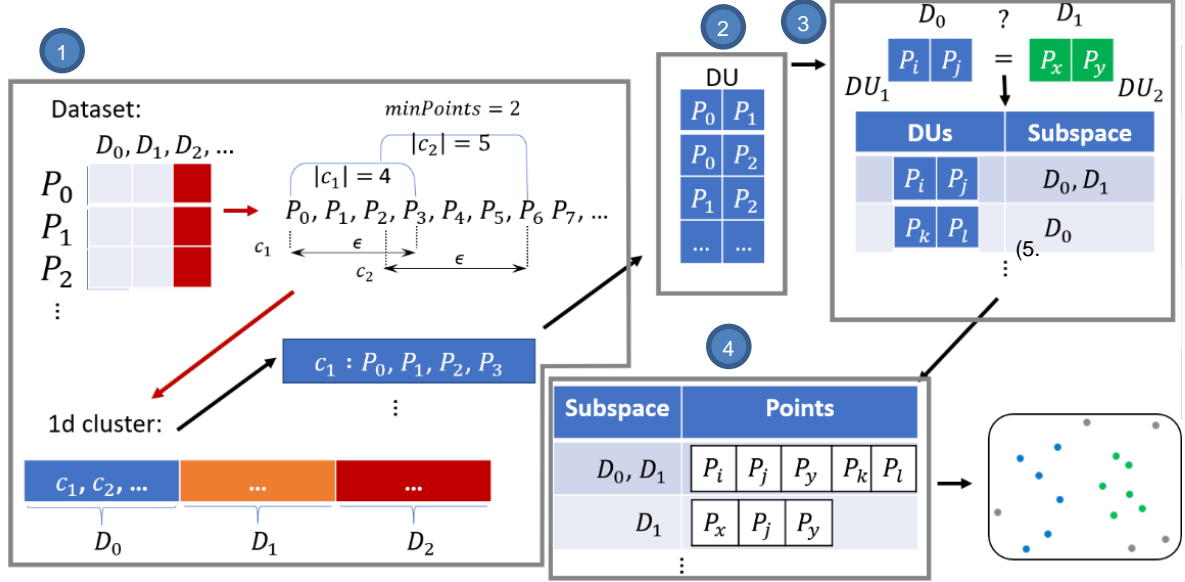 1
Dataset:
D₀, D₁, D₂, ...
P₀
P₁
P₂
⋮
minPoints = 2
|c₂| = 5
|c₁| = 4
P₀, P₁, P₂, P₃, P₄, P₅, P₆ P₇, ...
c₁ ϵ
c₂ ϵ
c₁ : P₀, P₁, P₂, P₃
⋮
1d cluster:
c₁, c₂, ... ... ...
D₀ D₁ D₂
2
DU
P₀ P₁
P₀ P₂
P₁ P₂
... ...
3
D₀ ? D₁
Pᵢ Pⱼ = Pₓ Pᵧ
DU₁ DU₂
DUs Subspace
Pᵢ Pⱼ D₀, D₁
Pₖ Pₗ D₀
(5.
⋮
4
Subspace Points
D₀, D₁ Pᵢ Pⱼ Pᵧ Pₖ Pₗ
D₁ Pₓ Pⱼ Pᵧ
⋮